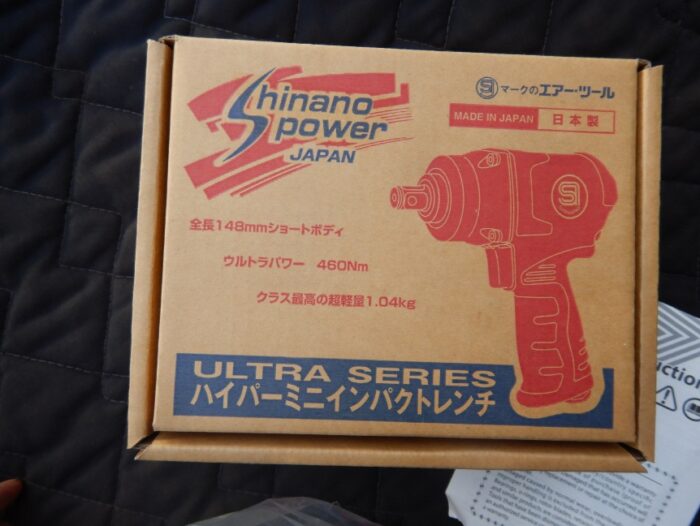 Shinano
power
JAPAN
SI マークのエアー・ツール
MADE IN JAPAN 日本製
SI
全長148mmショートボディ
ウルトラパワー 460Nm
クラス最高の超軽量1.04kg
ULTRA SERIES
ハイパーミニインパクトレンチ